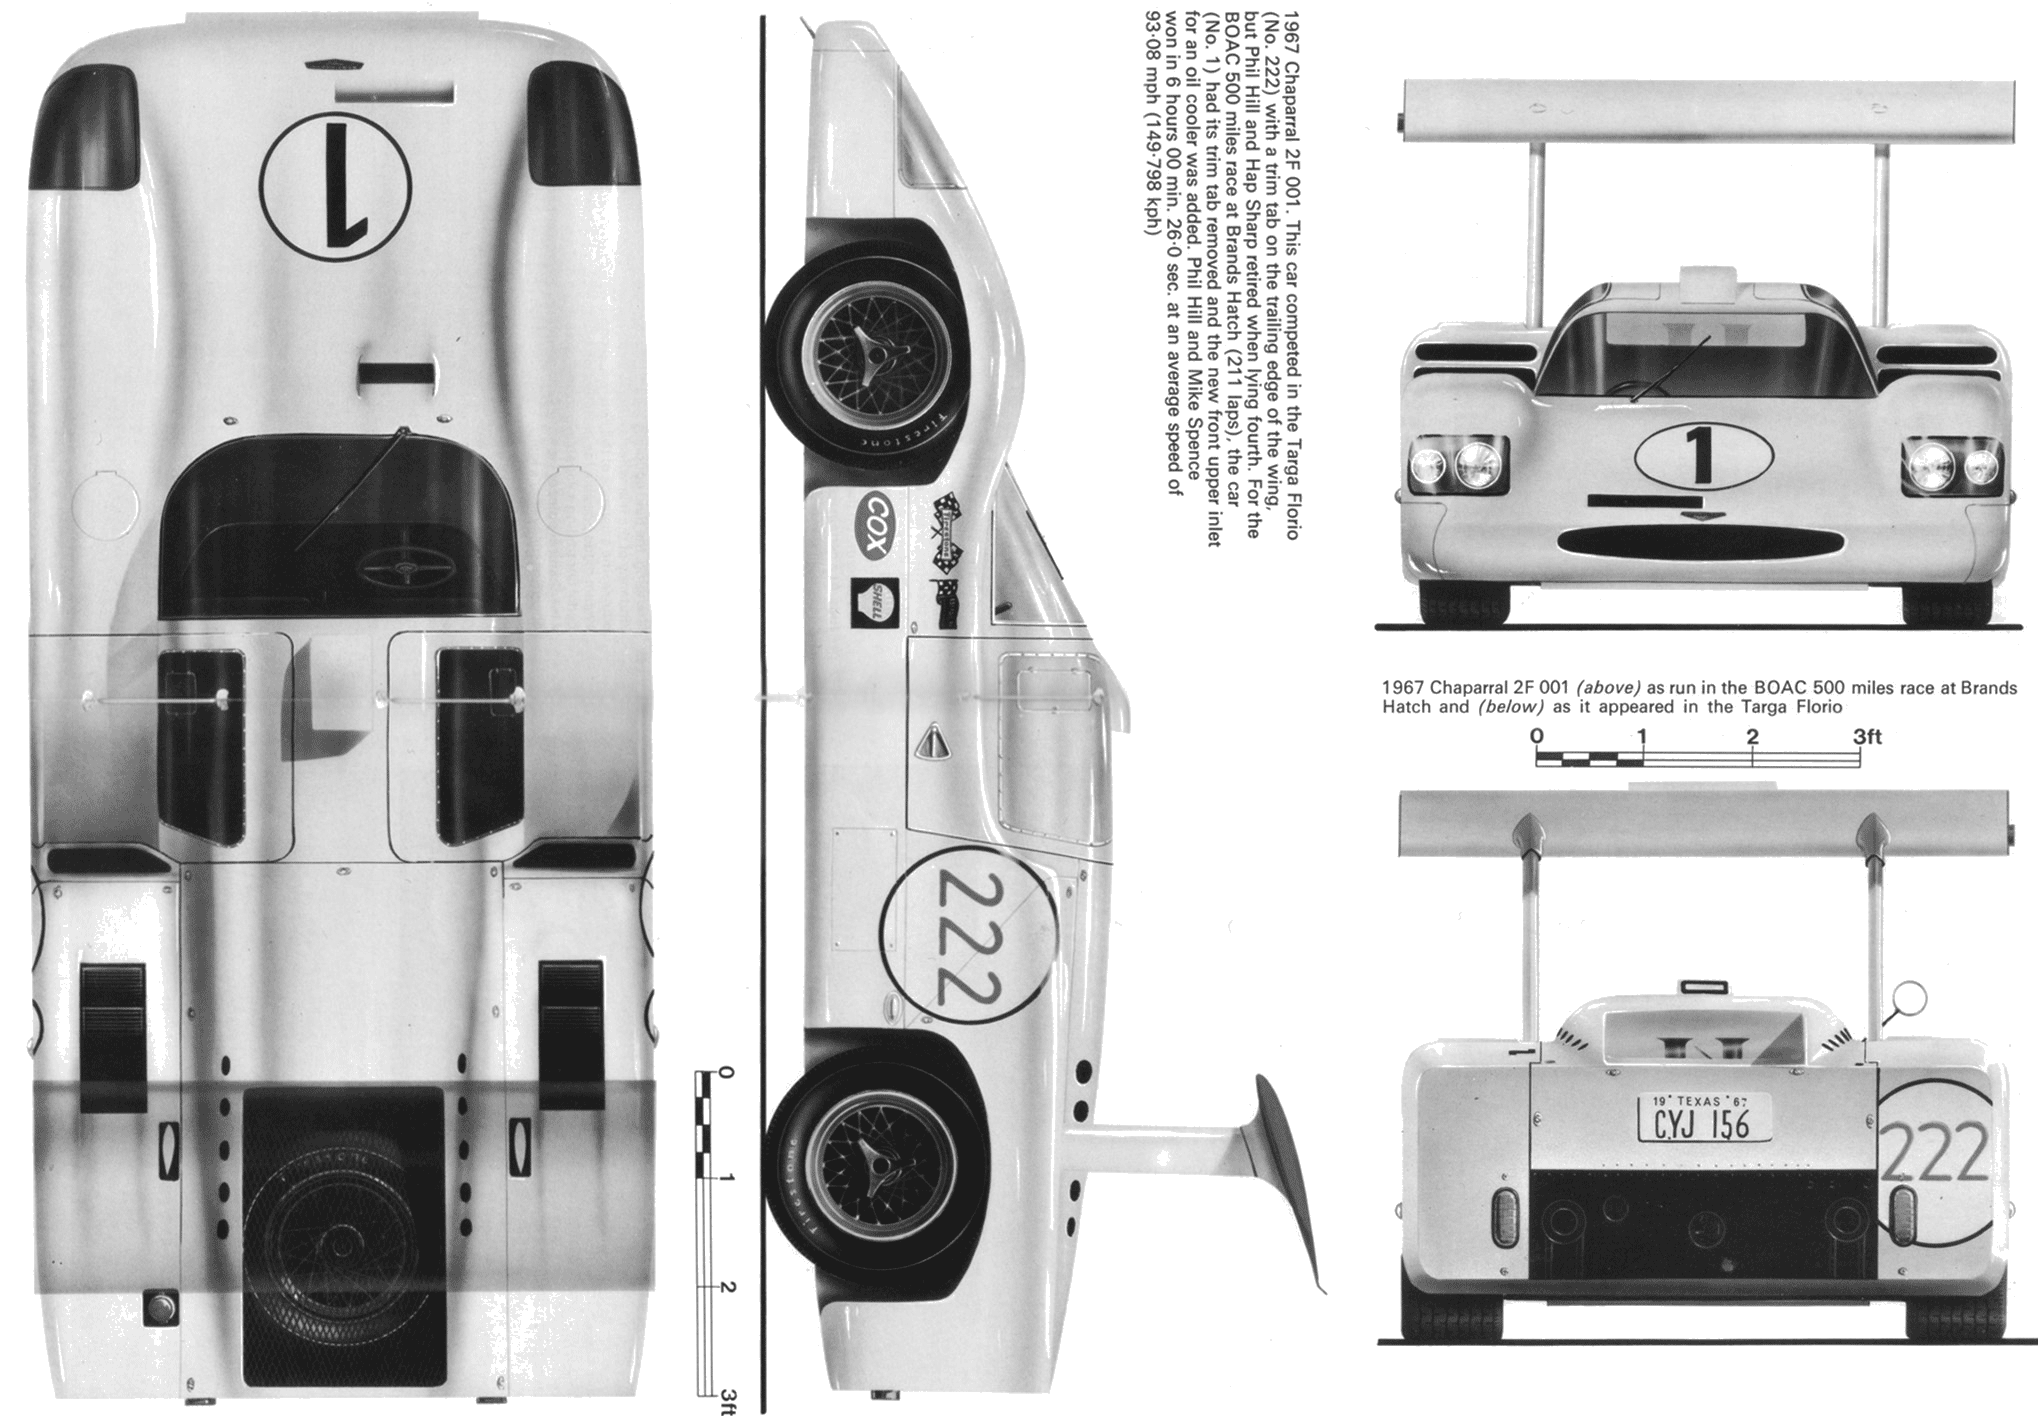 1967 Chaparral 2F 001. This car competed in the Targa Florio
(No. 222) with a trim tab on the trailing edge of the wing,
but Phil Hill and Hap Sharp retired when lying fourth. For the
BOAC 500 miles race at Brands Hatch (211 laps), the car
(No. 1) had its trim tab removed and the new front upper inlet
for an oil cooler was added. Phil Hill and Mike Spence
won in 6 hours 00 min. 26·0 sec. at an average speed of
93·08 mph (149·798 kph)
1
Firestone
COX
Firestone
SHELL
222
Firestone
0
1
2
3ft
1
1967 Chaparral 2F 001 (above) as run in the BOAC 500 miles race at Brands
Hatch and (below) as it appeared in the Targa Florio
0 1 2 3ft
1
19 TEXAS 67
CYJ 156
222